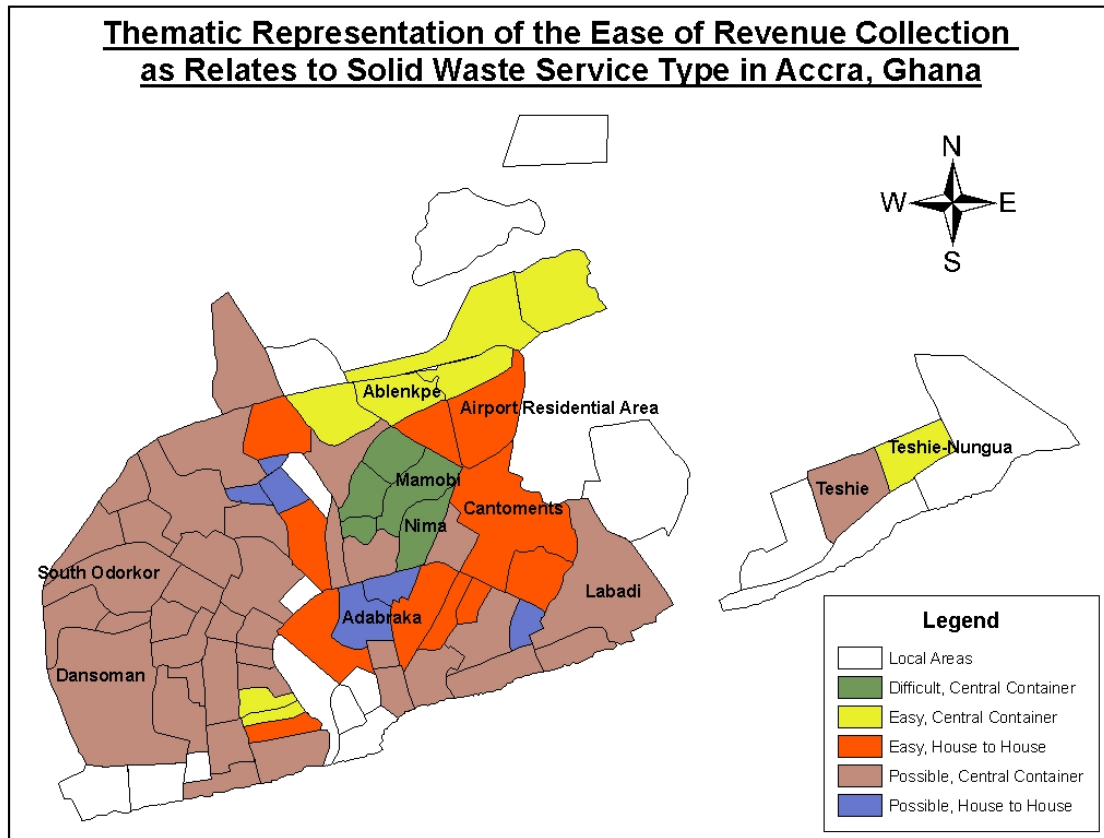 Thematic Representation of the Ease of Revenue Collection
as Relates to Solid Waste Service Type in Accra, Ghana
N
W
E
S
Ablenkpe
Airport Residential Area
Teshie-Nungua
Mamobi
Teshie
Cantoments
Nima
South Odorkor
Labadi
Adabraka
Dansoman
Legend
Local Areas
Difficult, Central Container
Easy, Central Container
Easy, House to House
Possible, Central Container
Possible, House to House